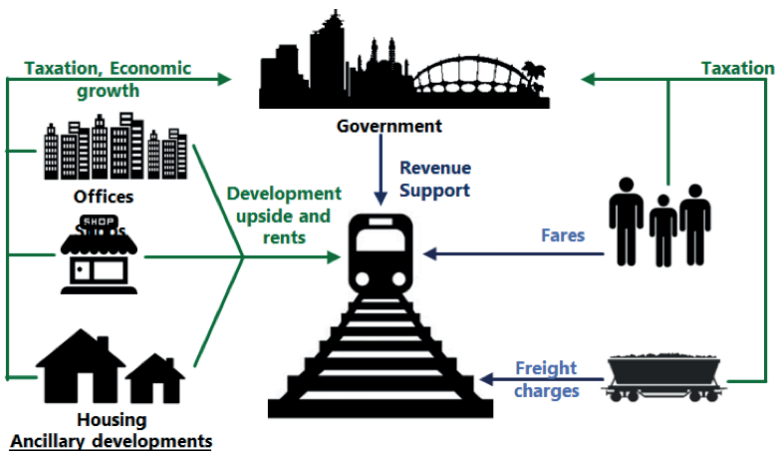 Taxation, Economic
growth
Taxation
Government
Revenue
Support
Offices
Development
upside and
rents
SHOP
Shops
Fares
Freight
charges
Housing
Ancillary developments